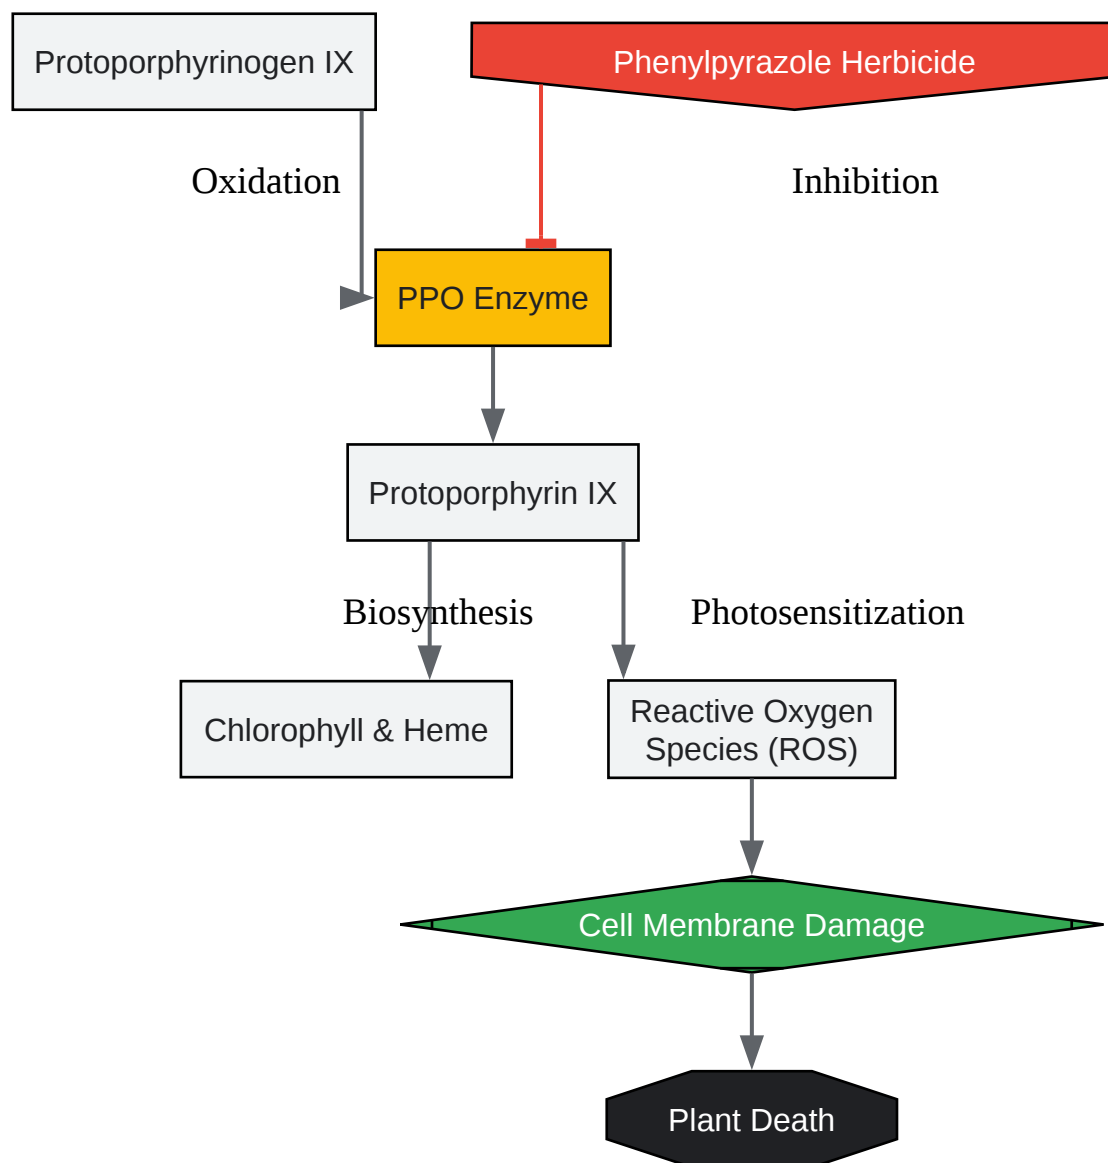 Protoporphyrinogen IX
Phenylpyrazole Herbicide
Oxidation
Inhibition
PPO Enzyme
Protoporphyrin IX
Biosynthesis
Photosensitization
Chlorophyll & Heme
Reactive Oxygen
Species (ROS)
Cell Membrane Damage
Plant Death